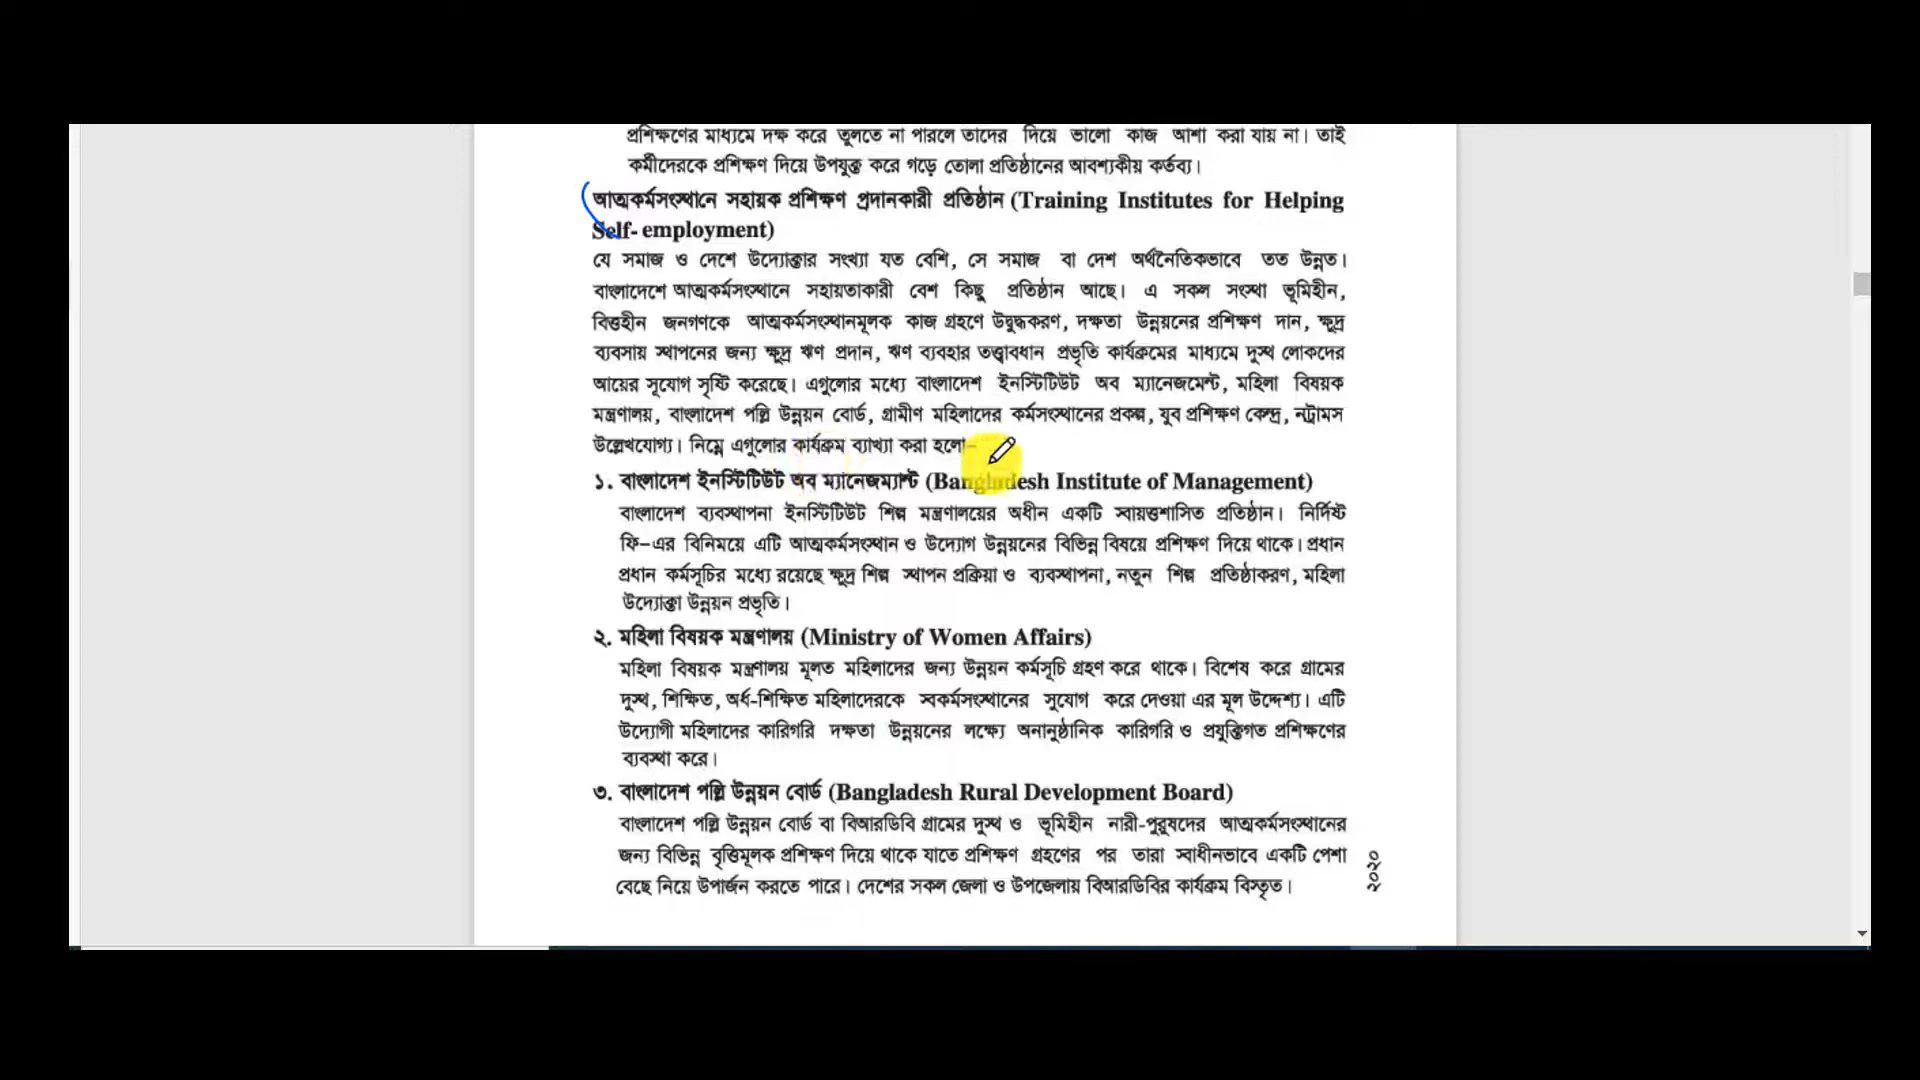 প্রশিক্ষণের মাধ্যমে দক্ষ করে তুলতে না পারলে তাদের দিয়ে ভালো কাজ আশা করা যায় না। তাই
কর্মীদেরকে প্রশিক্ষণ দিয়ে উপযুক্ত করে গড়ে তোলা প্রতিষ্ঠানের আবশ্যকীয় কর্তব্য।
আত্মকর্মসংস্থানে সহায়ক প্রশিক্ষণ প্রদানকারী প্রতিষ্ঠান (Training Institutes for Helping
Self- employment)
যে সমাজ ও দেশে উদ্যোক্তার সংখ্যা যত বেশি, সে সমাজ বা দেশ অর্থনৈতিকভাবে তত উন্নত।
বাংলাদেশে আত্মকর্মসংস্থানে সহায়তাকারী বেশ কিছু প্রতিষ্ঠান আছে। এ সকল সংস্থা ভূমিহীন,
বিত্তহীন জনগণকে আত্মকর্মসংস্থানমূলক কাজ গ্রহণে উদ্বুদ্ধকরণ, দক্ষতা উন্নয়নের প্রশিক্ষণ দান, ক্ষুদ্র
ব্যবসায় স্থাপনের জন্য ক্ষুদ্র ঋণ প্রদান, ঋণ ব্যবহার তত্ত্বাবধান প্রভৃতি কার্যক্রমের মাধ্যমে দুস্থ লোকদের
আয়ের সূযোগ সৃষ্টি করেছে। এগুলোর মধ্যে বাংলাদেশ ইনস্টিটিউট অব ম্যানেজমেন্ট, মহিলা বিষয়ক
মন্ত্রণালয়, বাংলাদেশ পল্লি উন্নয়ন বোর্ড, গ্রামীণ মহিলাদের কর্মসংস্থানের প্রকল্প, যুব প্রশিক্ষণ কেন্দ্র, নট্রামস
উল্লেখযোগ্য। নিম্নে এগুলোর কার্যক্রম ব্যাখ্যা করা হলো–
১. বাংলাদেশ ইনস্টিটিউট অব ম্যানেজম্যান্ট (Bangladesh Institute of Management)
বাংলাদেশ ব্যবস্থাপনা ইনস্টিটিউট শিল্প মন্ত্রণালয়ের অধীন একটি স্বায়ত্তশাসিত প্রতিষ্ঠান। নির্দিষ্ট
ফি–এর বিনিময়ে এটি আত্মকর্মসংস্থান ও উদ্যোগ উন্নয়নের বিভিন্ন বিষয়ে প্রশিক্ষণ দিয়ে থাকে। প্রধান
প্রধান কর্মসূচির মধ্যে রয়েছে ক্ষুদ্র শিল্প স্থাপন প্রক্রিয়া ও ব্যবস্থাপনা, নতুন শিল্প প্রতিষ্ঠাকরণ, মহিলা
উদ্যোক্তা উন্নয়ন প্রভৃতি।
২. মহিলা বিষয়ক মন্ত্রণালয় (Ministry of Women Affairs)
মহিলা বিষয়ক মন্ত্রণালয় মূলত মহিলাদের জন্য উন্নয়ন কর্মসূচি গ্রহণ করে থাকে। বিশেষ করে গ্রামের
দুস্থ, শিক্ষিত, অর্ধ-শিক্ষিত মহিলাদেরকে স্বকর্মসংস্থানের সুযোগ করে দেওয়া এর মূল উদ্দেশ্য। এটি
উদ্যোগী মহিলাদের কারিগরি দক্ষতা উন্নয়নের লক্ষ্যে অনানুষ্ঠানিক কারিগরি ও প্রযুক্তিগত প্রশিক্ষণের
ব্যবস্থা করে।
৩. বাংলাদেশ পল্লি উন্নয়ন বোর্ড (Bangladesh Rural Development Board)
বাংলাদেশ পল্লি উন্নয়ন বোর্ড বা বিআরডিবি গ্রামের দুস্থ ও ভূমিহীন নারী-পুরুষদের আত্মকর্মসংস্থানের
জন্য বিভিন্ন বৃত্তিমূলক প্রশিক্ষণ দিয়ে থাকে যাতে প্রশিক্ষণ গ্রহণের পর তারা স্বাধীনভাবে একটি পেশা
বেছে নিয়ে উপার্জন করতে পারে। দেশের সকল জেলা ও উপজেলায় বিআরডিবির কার্যক্রম বিস্তৃত।
২০২০